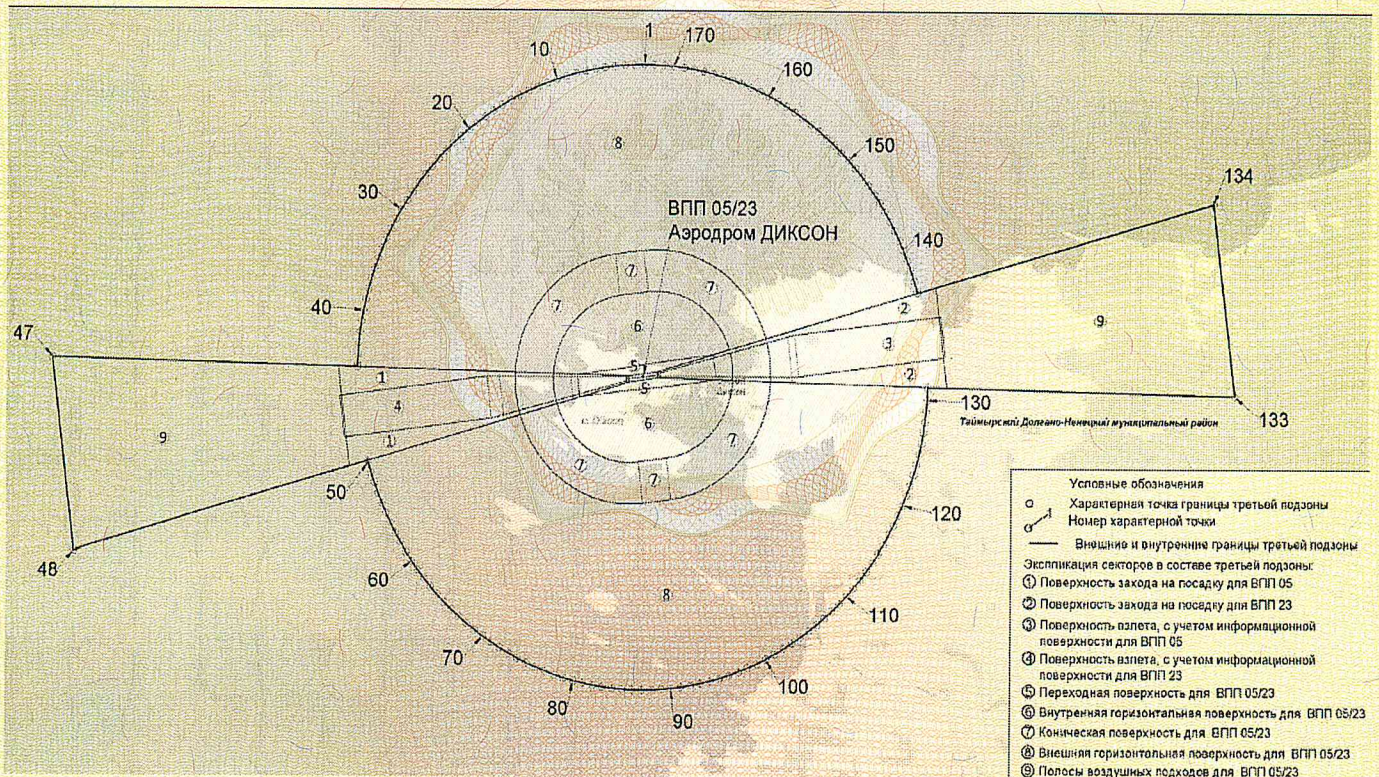 1
170
10
160
20
150
8
30
134
ВПП 05/23
Аэродром ДИКСОН
140
7
7
7
40
2
6
9
47
3
5
1
2
5
4
130
Таймырский Долгано-Ненецкий муниципальный район
133
9
6
7
1
7
7
50
120
48
60
8
110
70
100
80
90
Условные обозначения
Характерная точка границы третьей подзоны
1
Номер характерной точки
Внешние и внутренние границы третьей подзоны
Экспликация секторов в составе третьей подзоны:
① Поверхность захода на посадку для ВПП 05
② Поверхность захода на посадку для ВПП 23
③ Поверхность взлета, с учетом информационной
поверхности для ВПП 05
④ Поверхность взлета, с учетом информационной
поверхности для ВПП 23
⑤ Переходная поверхность для ВПП 05/23
⑥ Внутренняя горизонтальная поверхность для ВПП 05/23
⑦ Коническая поверхность для ВПП 05/23
⑧ Внешняя горизонтальная поверхность для ВПП 05/23
⑨ Полосы воздушных подходов для ВПП 05/23